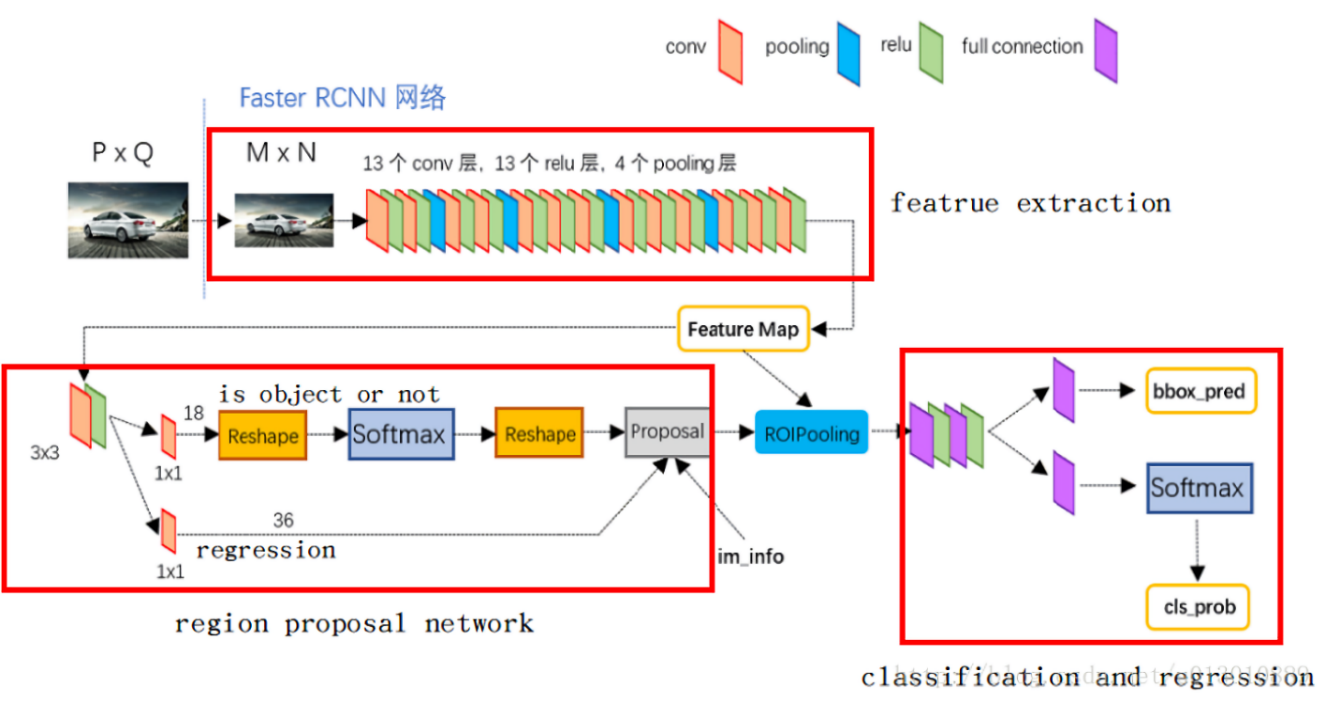 conv pooling relu full connection
Faster RCNN 网络
P x Q
M x N
13 个 conv 层, 13 个 relu 层, 4 个 pooling 层
featrue extraction
Feature Map
is object or not
3x3
1x1
18
Reshape
Softmax
Reshape
Proposal
ROIPooling
36
regression
1x1
im_info
region proposal network
bbox_pred
Softmax
cls_prob
classification and regression